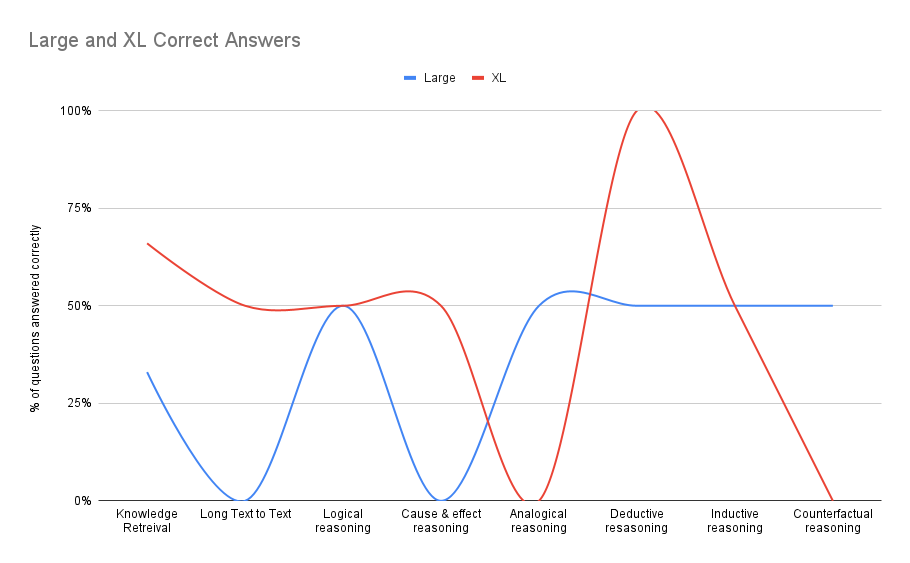 Large and XL Correct Answers
Large
XL
100%
75%
50%
25%
0%
% of questions answered correctly
Knowledge
Retreival
Long Text to Text
Logical
reasoning
Cause & effect
reasoning
Analogical
reasoning
Deductive
resasoning
Inductive
reasoning
Counterfactual
reasoning